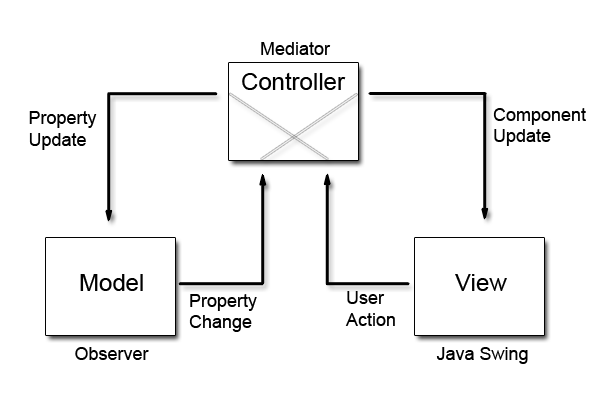 Mediator
Controller
Property
Update
Component
Update
Model
View
Property
Change
User
Action
Observer
Java Swing